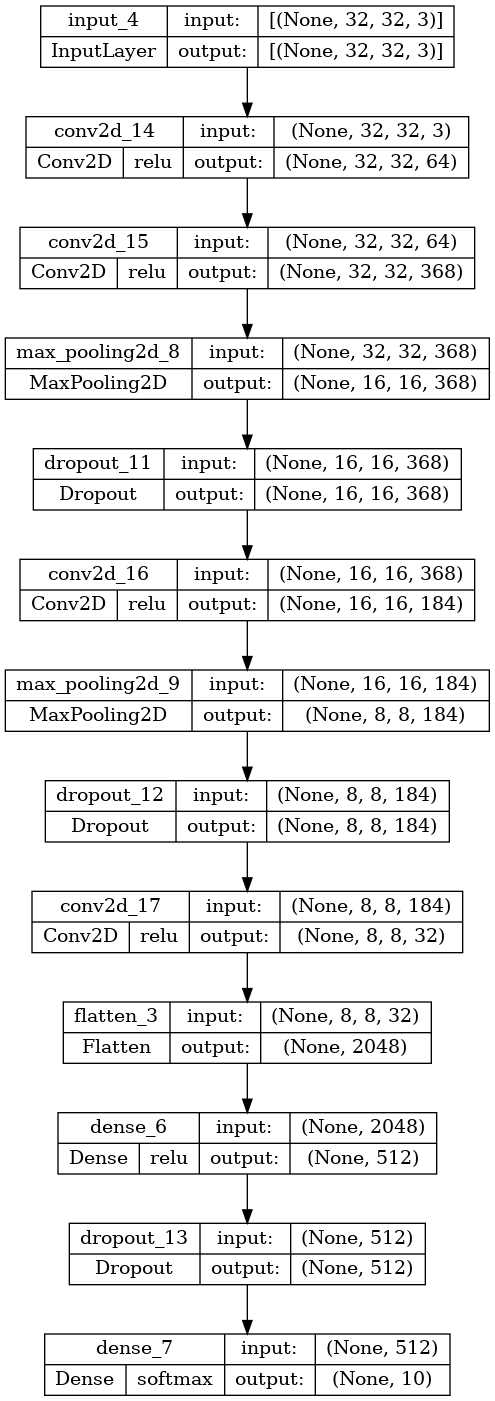 input_4 input: [(None, 32, 32, 3)]
InputLayer output: [(None, 32, 32, 3)]
conv2d_14 input: (None, 32, 32, 3)
Conv2D relu output: (None, 32, 32, 64)
conv2d_15 input: (None, 32, 32, 64)
Conv2D relu output: (None, 32, 32, 368)
max_pooling2d_8 input: (None, 32, 32, 368)
MaxPooling2D output: (None, 16, 16, 368)
dropout_11 input: (None, 16, 16, 368)
Dropout output: (None, 16, 16, 368)
conv2d_16 input: (None, 16, 16, 368)
Conv2D relu output: (None, 16, 16, 184)
max_pooling2d_9 input: (None, 16, 16, 184)
MaxPooling2D output: (None, 8, 8, 184)
dropout_12 input: (None, 8, 8, 184)
Dropout output: (None, 8, 8, 184)
conv2d_17 input: (None, 8, 8, 184)
Conv2D relu output: (None, 8, 8, 32)
flatten_3 input: (None, 8, 8, 32)
Flatten output: (None, 2048)
dense_6 input: (None, 2048)
Dense relu output: (None, 512)
dropout_13 input: (None, 512)
Dropout output: (None, 512)
dense_7 input: (None, 512)
Dense softmax output: (None, 10)